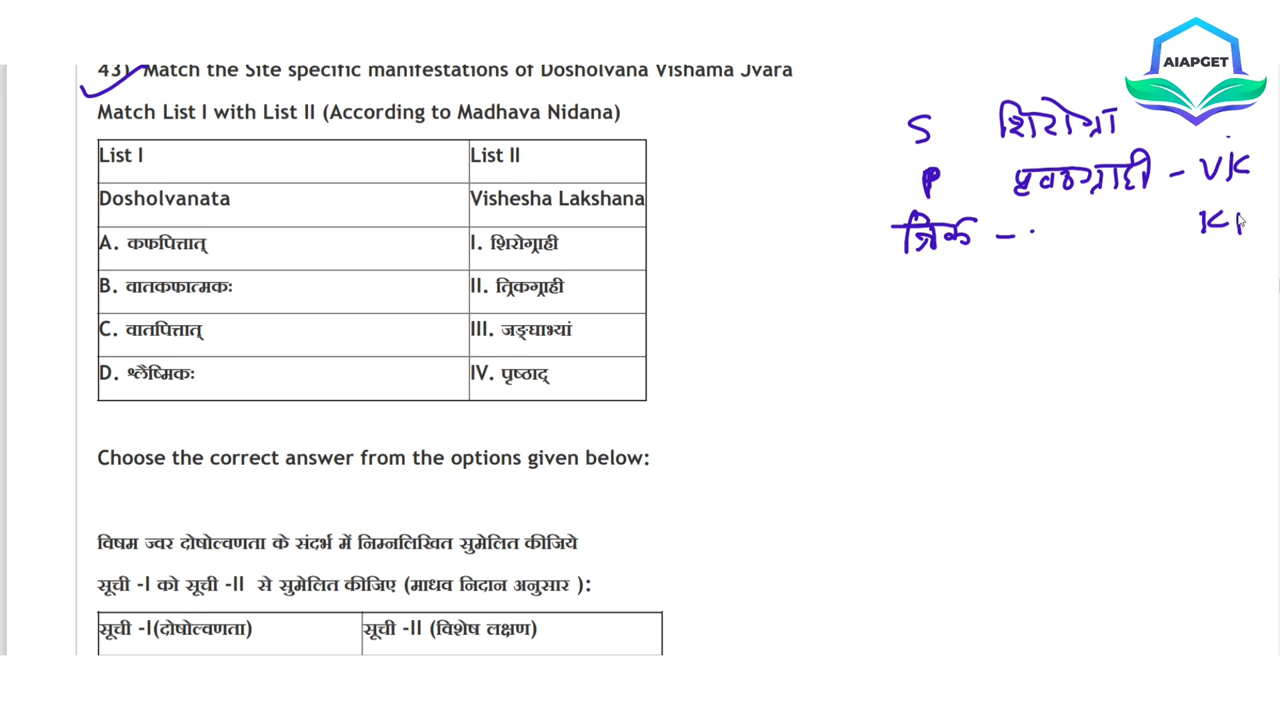 AIAPGET
43) Match the Site specific manifestations of Dosholvana Vishama Jvara
Match List I with List II (According to Madhava Nidana)
List I List II
Dosholvanata Vishesha Lakshana
A. कफपित्तात् I. शिरोग्राही
B. वातकफात्मकः II. त्रिकग्राही
C. वातपित्तात् III. जङ्घाभ्यां
D. श्लैष्मिकः IV. पृष्ठाद्
S शिरोग्रा
P पृष्ठग्राही - VK
त्रिक - KP
Choose the correct answer from the options given below:
विषम ज्वर दोषोल्वणता के संदर्भ में निम्नलिखित सुमेलित कीजिये
सूची -I को सूची -II से सुमेलित कीजिए (माधव निदान अनुसार ):
सूची -I(दोषोल्वणता) सूची -II (विशेष लक्षण)